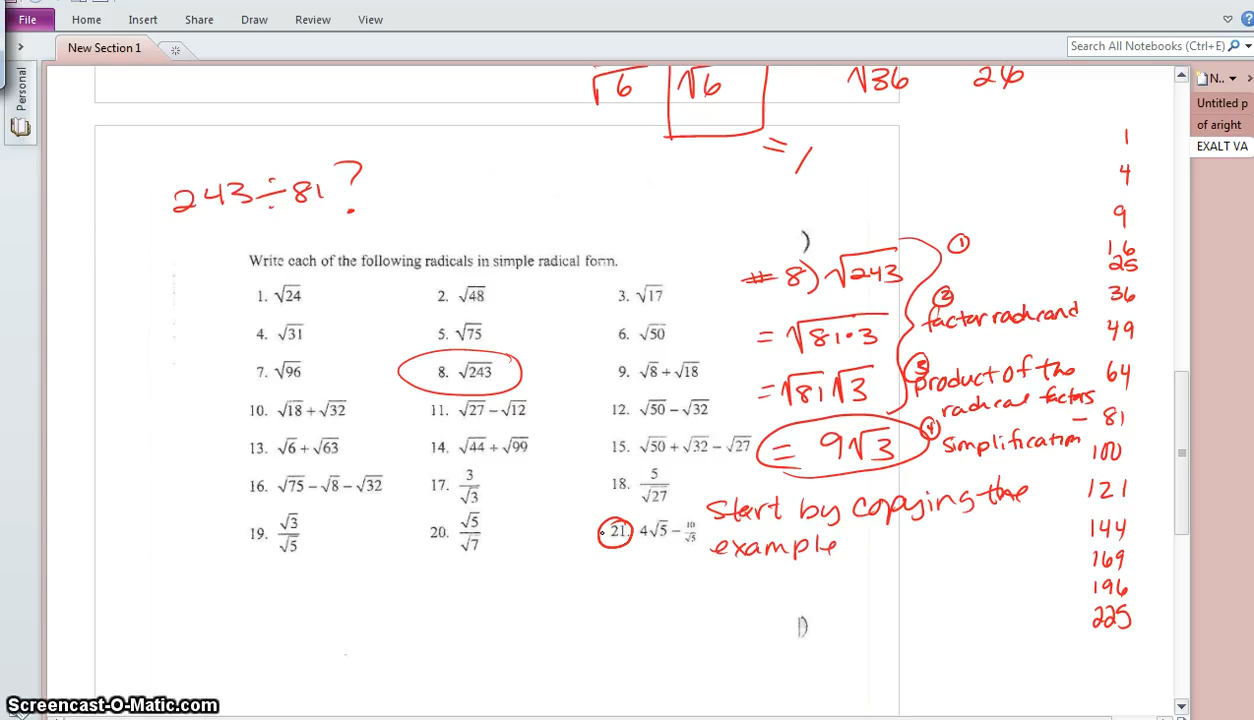 File Home Insert Share Draw Review View
New Section 1
Search All Notebooks (Ctrl+E)
Personal
N..
Untitled p
of aright
EXALT VA
√6 √6 √36 26
= 1
243 ÷ 81 ?
Write each of the following radicals in simple radical form.
1. √24 2. √48 3. √17
4. √31 5. √75 6. √50
7. √96 8. √243 9. √8 + √18
10. √18 + √32 11. √27 − √12 12. √50 − √32
13. √6 + √63 14. √44 + √99 15. √50 + √32 − √27
16. √75 − √8 − √32 17. 3/√3 18. 5/√27
19. √3/√5 20. √5/√7 21. 4√5 − 10/√5
)
# 8) √243 ①
= √81·3 ② factor radicand
= √81 √3 ③ product of the
radical factors
= 9√3 ④ simplification
Start by copying the
example
1
4
9
16
25
36
49
64
– 81
100
121
144
169
196
225
Screencast-O-Matic.com